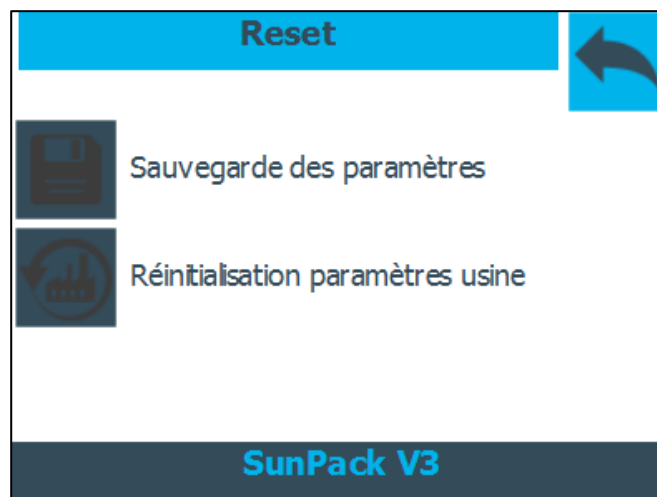 Reset
Sauvegarde des paramètres
Réinitialisation paramètres usine
SunPack V3